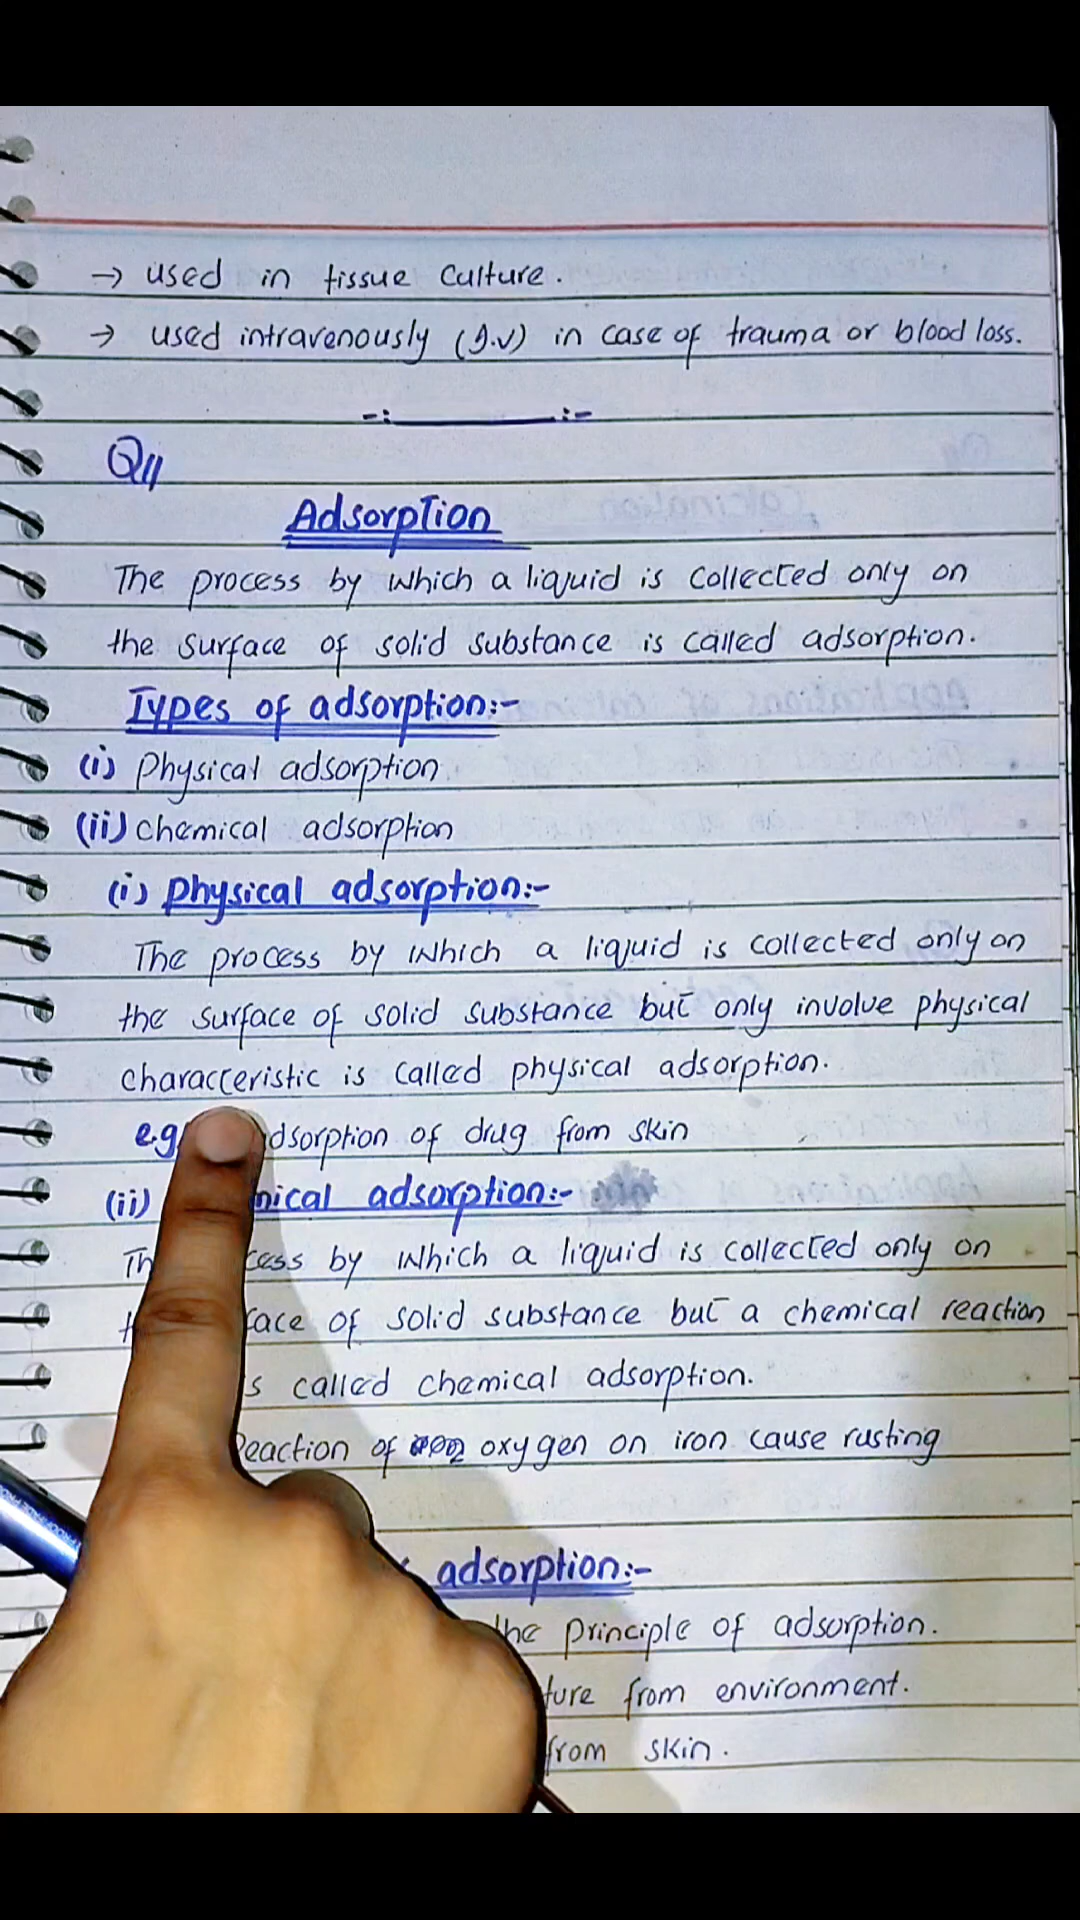 → used in tissue culture.
→ used intravenously (I.V) in case of trauma or blood loss.
-: :-
Q11
Adsorption
The process by which a liquid is collected only on
the surface of solid substance is called adsorption.
Types of adsorption:-
(i) Physical adsorption
(ii) chemical adsorption
(i) Physical adsorption:-
The process by which a liquid is collected only on
the surface of solid substance but only involve physical
characteristic is called physical adsorption.
e.g. dsorption of drug from skin
(ii) mical adsorption:-
Th cess by which a liquid is collected only on
t face of solid substance but a chemical reaction
s called chemical adsorption.
Reaction of oxygen on iron cause rusting
adsorption:-
the principle of adsorption.
ture from environment.
from skin.